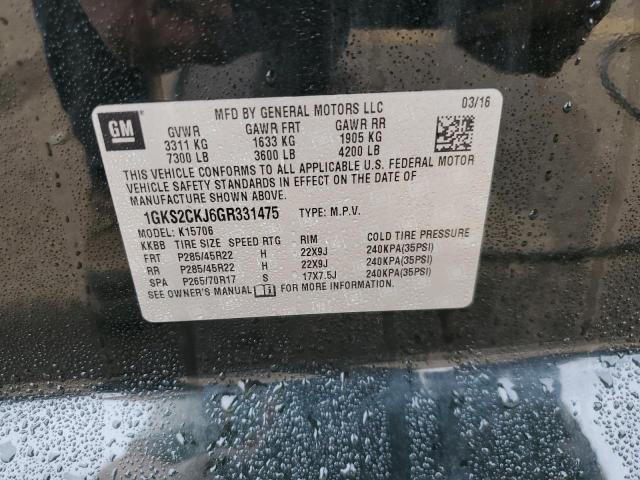 GM
MFD BY GENERAL MOTORS LLC 03/16
GVWR GAWR FRT GAWR RR
3311 KG 1633 KG 1905 KG
7300 LB 3600 LB 4200 LB
THIS VEHICLE CONFORMS TO ALL APPLICABLE U.S. FEDERAL MOTOR
VEHICLE SAFETY STANDARDS IN EFFECT ON THE DATE OF
MANUFACTURE SHOWN ABOVE.
1GKS2CKJ6GR331475 TYPE: M.P.V.
MODEL: K15706
KKBB TIRE SIZE SPEED RTG RIM COLD TIRE PRESSURE
FRT P285/45R22 H 22X9J 240KPA(35PSI)
RR P285/45R22 H 22X9J 240KPA(35PSI)
SPA P265/70R17 S 17X7.5J 240KPA(35PSI)
SEE OWNER'S MANUAL FOR MORE INFORMATION.